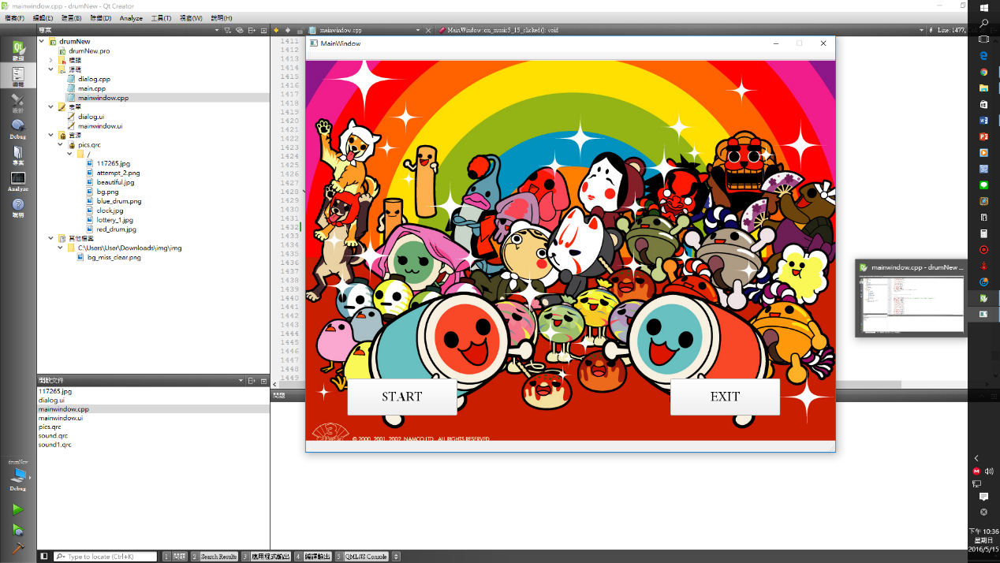 mainwindow.cpp - drumNew - Qt Creator
檔案(F) 編輯(E) 建置(B) 除錯(D) Analyze 工具(T) 視窗(W) 說明(H)
專案
mainwindow.cpp
MainWindow::on_music5_15_clicked(): void
Line: 1477,
Qt
歡迎
編輯
設計
Debug
專案
Analyze
說明
drumNew
drumNew.pro
標頭
源碼
dialog.cpp
main.cpp
mainwindow.cpp
表單
dialog.ui
mainwindow.ui
資源
pics.qrc
/
117265.jpg
attempt_2.png
beautiful.jpg
bg.png
blue_drum.png
clock.jpg
lottery_1.jpg
red_drum.jpg
其他檔案
C:\Users\User\Downloads\img\img
bg_miss_clear.png
1411
1412
1413
1414
1415
1416
1417
1418
1419
1420
1421
1422
1423
1424
1425
1426
1427
1428
1429
1430
1431
1432
1433
1434
1435
1436
1437
1438
1439
1440
1441
1442
1443
1444
1445
1446
1447
1448
1449
MainWindow
START
EXIT
© 2000, 2001, 2002 NAMCO LTD., ALL RIGHTS RESERVED
mainwindow.cpp - drumNew ...
開啟文件
117265.jpg
dialog.ui
mainwindow.cpp
mainwindow.ui
pics.qrc
sound.qrc
sound1.qrc
問題
drumNew
Debug
Type to locate (Ctrl+K)
1 問題 2 Search Results 3 應用程式輸出 4 編譯輸出 5 QML/JS Console
下午 10:36
星期日
2016/5/15